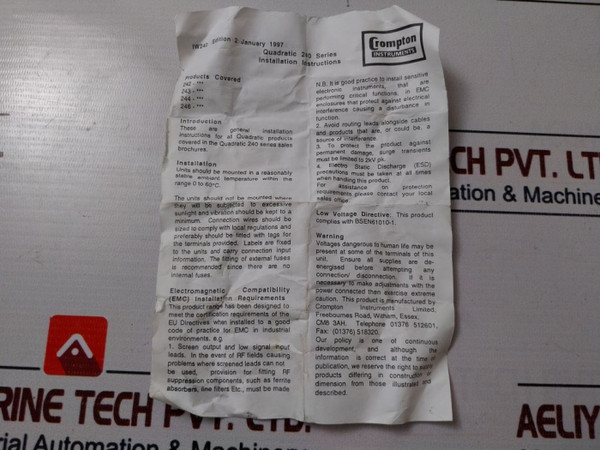 TW240 Edition 5 January 1997
Quadratic 240 Series
Installation Instructions
Crompton
INSTRUMENTS
Products Covered
242 - ***
243 - ***
244 - ***
246 - ***
Introduction
These are general installation
instructions for all Quadratic products
covered in the Quadratic 240 series sales
brochures.
Installation
Units should be mounted in a reasonably
stable ambient temperature within the
range 0 to 60°C.
The units should not be mounted where
they will be subjected to excessive
sunlight and vibration should be kept to a
minimum. Connection wires should be
sized to comply with local regulations and
preferably should be fitted with tags for
the terminals provided. Labels are fixed
to the units and carry connection input
information. The fitting of external fuses
is recommended since there are no
internal fuses.
Electromagnetic Compatibility
(EMC) Installation Requirements
This product range has been designed to
meet the certification requirements of the
EU Directives when installed to a good
code of practice for EMC in industrial
environments, e.g.
1. Screen output and low signal input
leads. In the event of RF fields causing
problems where screened leads can not
be used, provision for fitting RF
suppression components, such as ferrite
absorbers, line filters Etc., must be made
N.B. It is good practice to install sensitive
electronic instruments, that are
performing critical functions, in EMC
enclosures that protect against electrical
interference causing a disturbance in
function.
2. Avoid routing leads alongside cables
and products that are, or could be, a
source of interference.
3. To protect the product against
permanent damage, surge transients
must be limited to 2kV pk.
4. Electro Static Discharge (ESD)
precautions must be taken at all times
when handling this product.
For assistance on protection
requirements please contact your local
sales office.
Low Voltage Directive: This product
complies with BSEN61010-1.
Warning
Voltages dangerous to human life may be
present at some of the terminals of this
unit. Ensure all supplies are de-
energised before attempting any
connection/ disconnection. If it is
necessary to make adjustments with the
power connected then exercise extreme
caution. This product is manufactured by
Crompton Instruments Limited,
Freebournes Road, Witham, Essex,
CM8 3AH. Telephone 01376 512601,
Fax: (01376) 518320.
Our policy is one of continuous
development, and although the
information is correct at the time of
publication, we reserve the right to supply
products differing in construction or
dimension from those illustrated and
described.
CH PVT. LT
ation & Machine
RINE TECH PVT. LTD.
rial Automation & Machinery
AELIY
Industrial